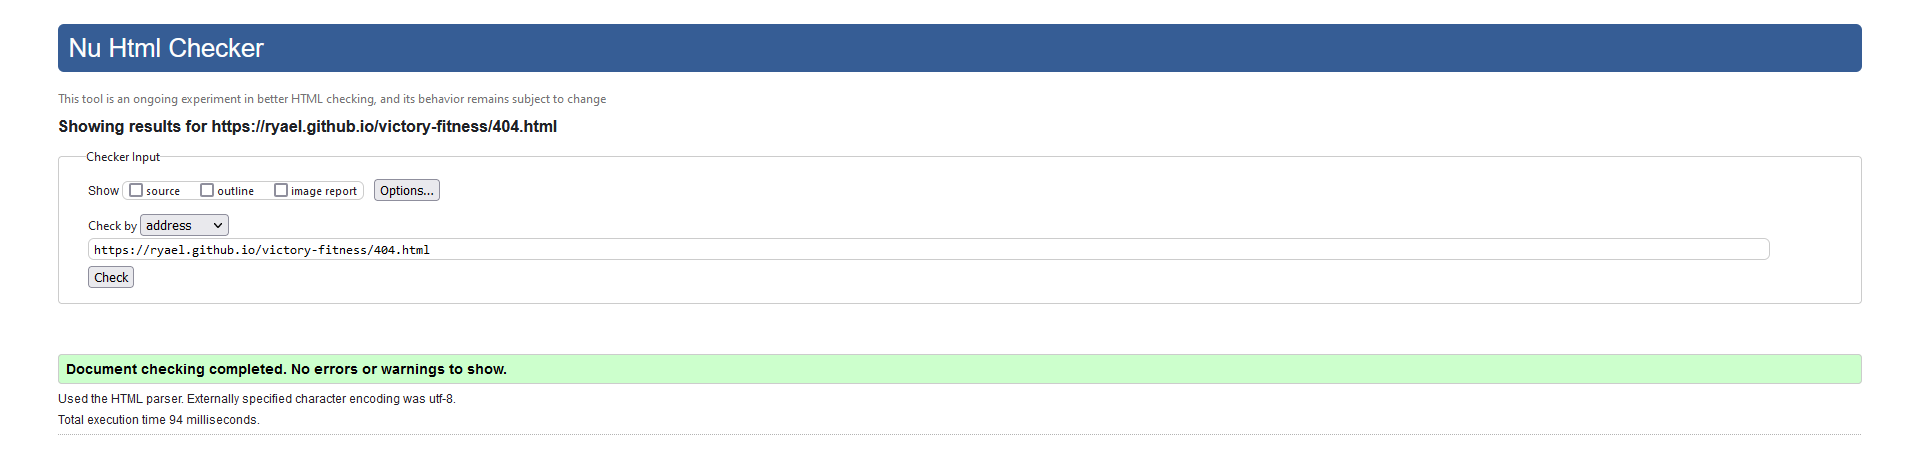 Nu Html Checker
This tool is an ongoing experiment in better HTML checking, and its behavior remains subject to change
Showing results for https://ryael.github.io/victory-fitness/404.html
Checker Input
Show source outline image report Options...
Check by address
https://ryael.github.io/victory-fitness/404.html
Check
Document checking completed. No errors or warnings to show.
Used the HTML parser. Externally specified character encoding was utf-8.
Total execution time 94 milliseconds.